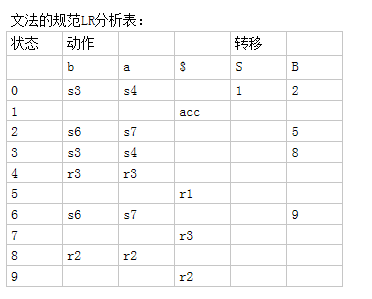 文法的规范LR分析表：
状态 动作 转移
b a $ S B
0 s3 s4 1 2
1 acc
2 s6 s7 5
3 s3 s4 8
4 r3 r3
5 r1
6 s6 s7 9
7 r3
8 r2 r2
9 r2